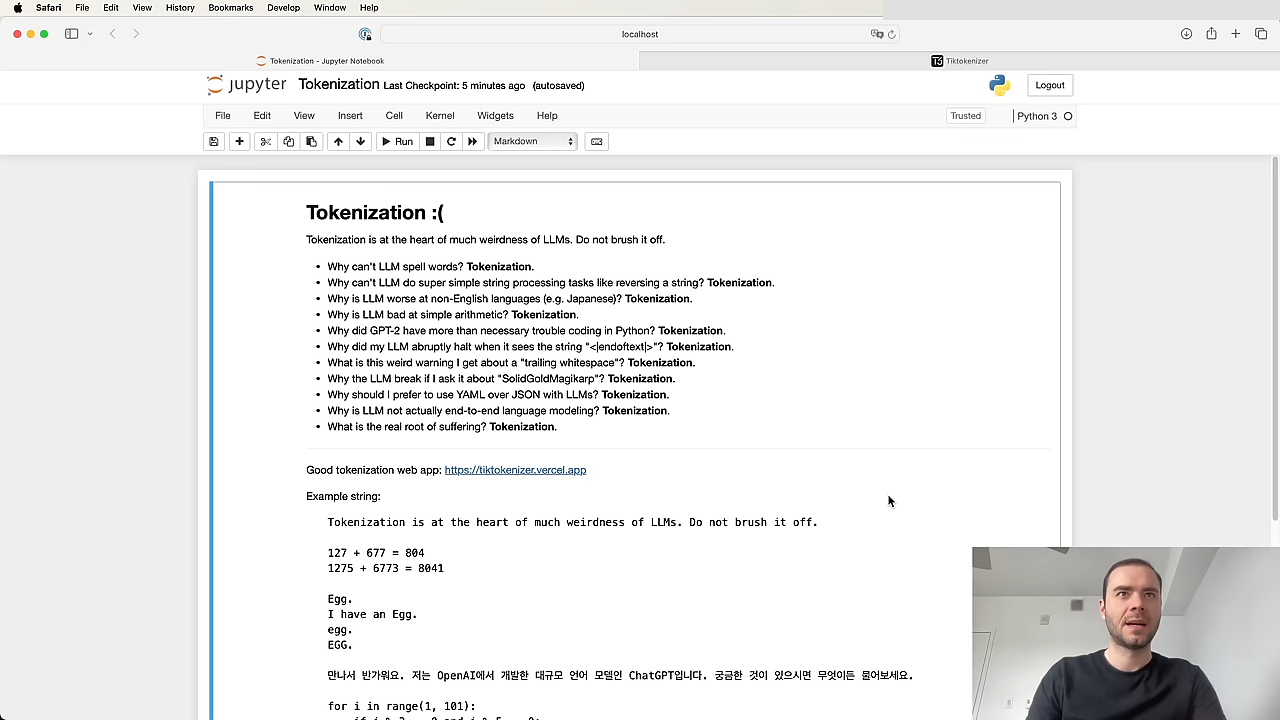 Safari File Edit View History Bookmarks Develop Window Help
localhost
Tokenization - Jupyter Notebook
Tiktokenizer
jupyter Tokenization Last Checkpoint: 5 minutes ago (autosaved)
Logout
File Edit View Insert Cell Kernel Widgets Help
Trusted
Python 3
Run
Markdown
Tokenization :(
Tokenization is at the heart of much weirdness of LLMs. Do not brush it off.
• Why can't LLM spell words? Tokenization.
• Why can't LLM do super simple string processing tasks like reversing a string? Tokenization.
• Why is LLM worse at non-English languages (e.g. Japanese)? Tokenization.
• Why is LLM bad at simple arithmetic? Tokenization.
• Why did GPT-2 have more than necessary trouble coding in Python? Tokenization.
• Why did my LLM abruptly halt when it sees the string "<|endoftext|>"? Tokenization.
• What is this weird warning I get about a "trailing whitespace"? Tokenization.
• Why the LLM break if I ask it about "SolidGoldMagikarp"? Tokenization.
• Why should I prefer to use YAML over JSON with LLMs? Tokenization.
• Why is LLM not actually end-to-end language modeling? Tokenization.
• What is the real root of suffering? Tokenization.
Good tokenization web app: https://tiktokenizer.vercel.app
Example string:
Tokenization is at the heart of much weirdness of LLMs. Do not brush it off.
127 + 677 = 804
1275 + 6773 = 8041
Egg.
I have an Egg.
egg.
EGG.
만나서 반가워요. 저는 OpenAI에서 개발한 대규모 언어 모델인 ChatGPT입니다. 궁금한 것이 있으시면 무엇이든 물어보세요.
for i in range(1, 101):